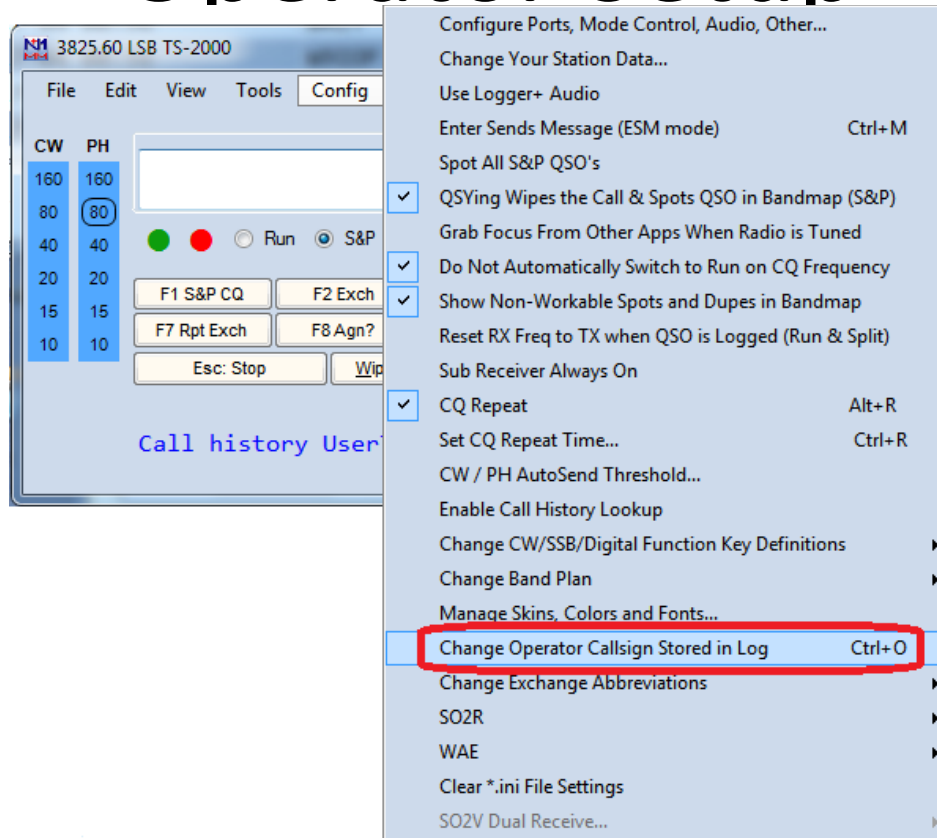 3825.60 LSB TS-2000
File Edit View Tools Config
CW PH
160 160
80 80
40 40
20 20
15 15
10 10
Run S&P
F1 S&P CQ F2 Exch
F7 Rpt Exch F8 Agn?
Esc: Stop Wip
Call history User
Configure Ports, Mode Control, Audio, Other...
Change Your Station Data...
Use Logger+ Audio
Enter Sends Message (ESM mode) Ctrl+M
Spot All S&P QSO's
QSYing Wipes the Call & Spots QSO in Bandmap (S&P)
Grab Focus From Other Apps When Radio is Tuned
Do Not Automatically Switch to Run on CQ Frequency
Show Non-Workable Spots and Dupes in Bandmap
Reset RX Freq to TX when QSO is Logged (Run & Split)
Sub Receiver Always On
CQ Repeat Alt+R
Set CQ Repeat Time... Ctrl+R
CW / PH AutoSend Threshold...
Enable Call History Lookup
Change CW/SSB/Digital Function Key Definitions
Change Band Plan
Manage Skins, Colors and Fonts...
Change Operator Callsign Stored in Log Ctrl+O
Change Exchange Abbreviations
SO2R
WAE
Clear *.ini File Settings
SO2V Dual Receive...